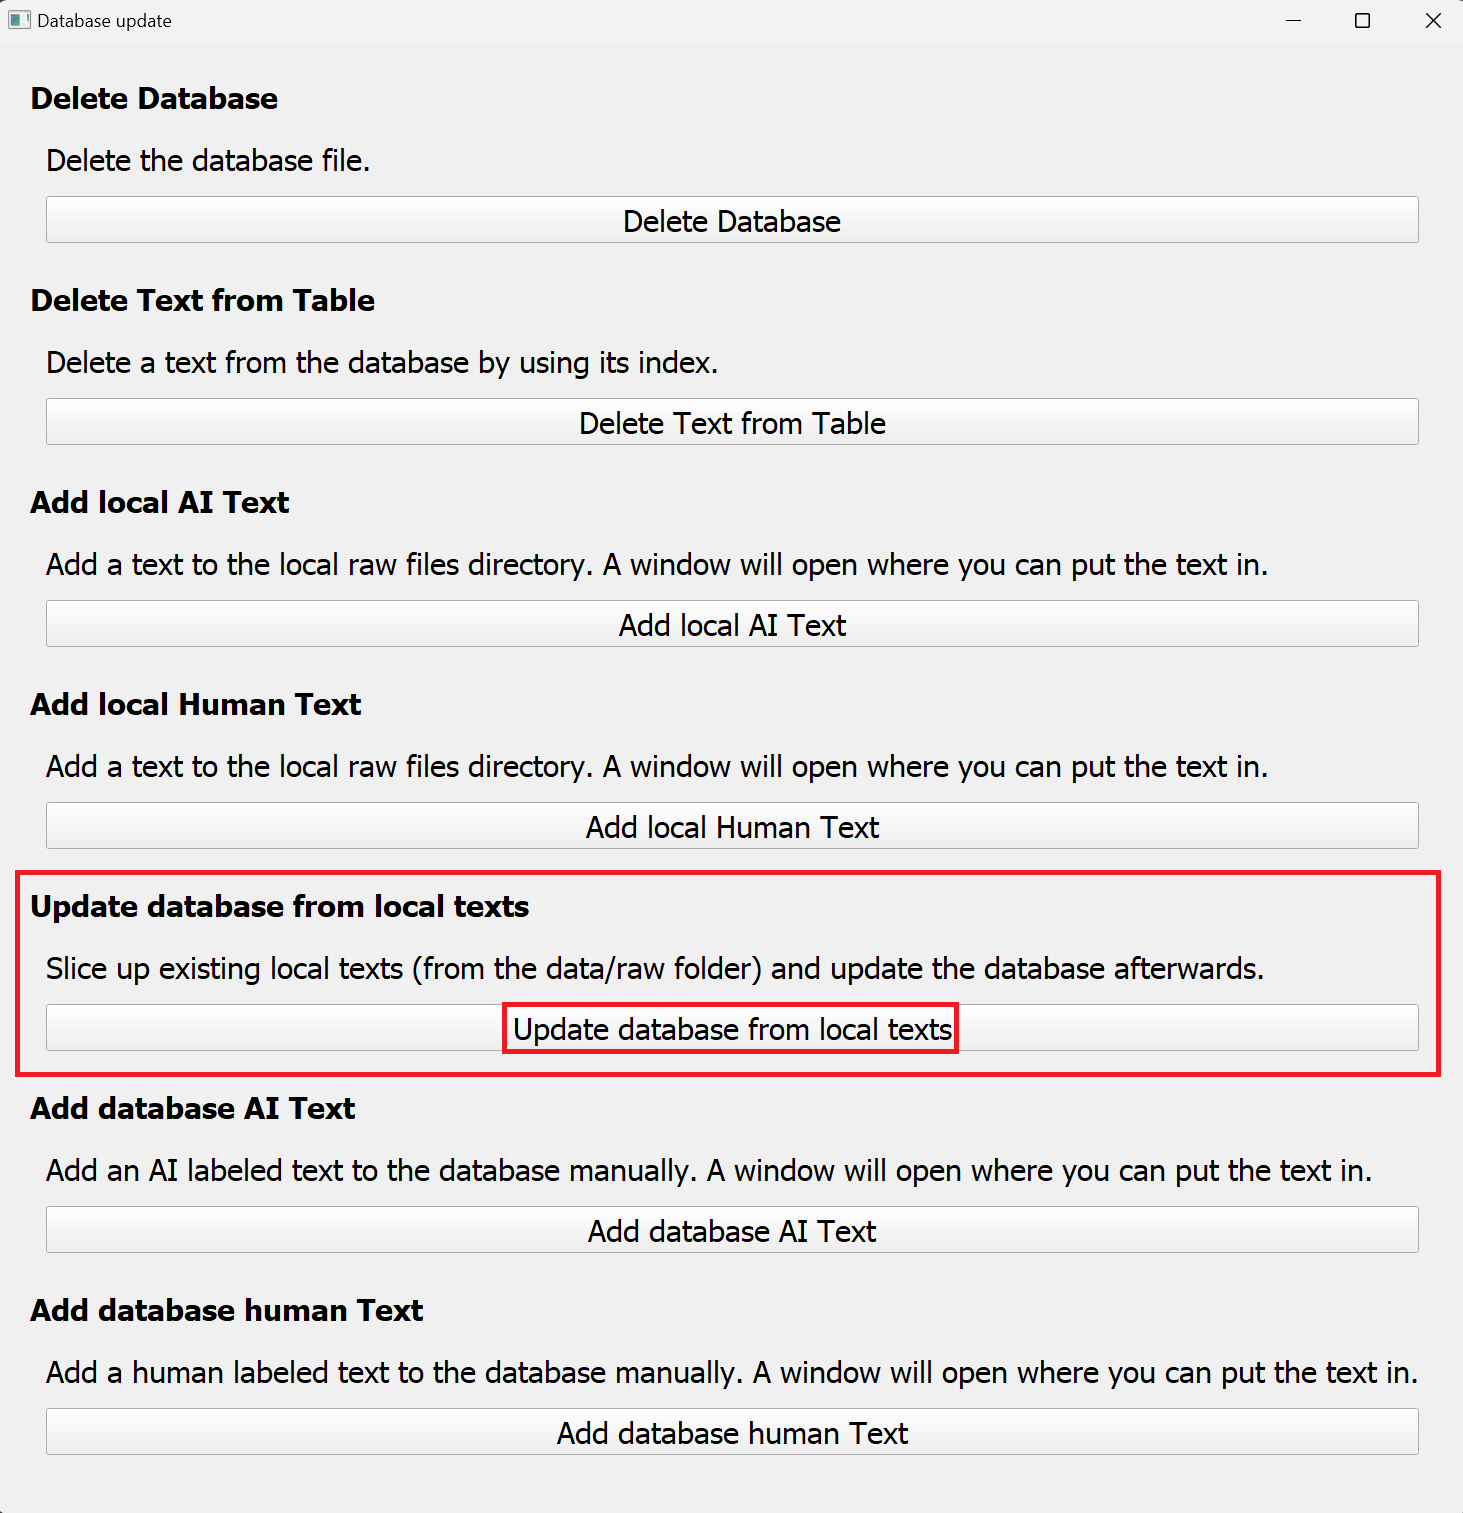 Database update
Delete Database
Delete the database file.
Delete Database
Delete Text from Table
Delete a text from the database by using its index.
Delete Text from Table
Add local AI Text
Add a text to the local raw files directory. A window will open where you can put the text in.
Add local AI Text
Add local Human Text
Add a text to the local raw files directory. A window will open where you can put the text in.
Add local Human Text
Update database from local texts
Slice up existing local texts (from the data/raw folder) and update the database afterwards.
Update database from local texts
Add database AI Text
Add an AI labeled text to the database manually. A window will open where you can put the text in.
Add database AI Text
Add database human Text
Add a human labeled text to the database manually. A window will open where you can put the text in.
Add database human Text